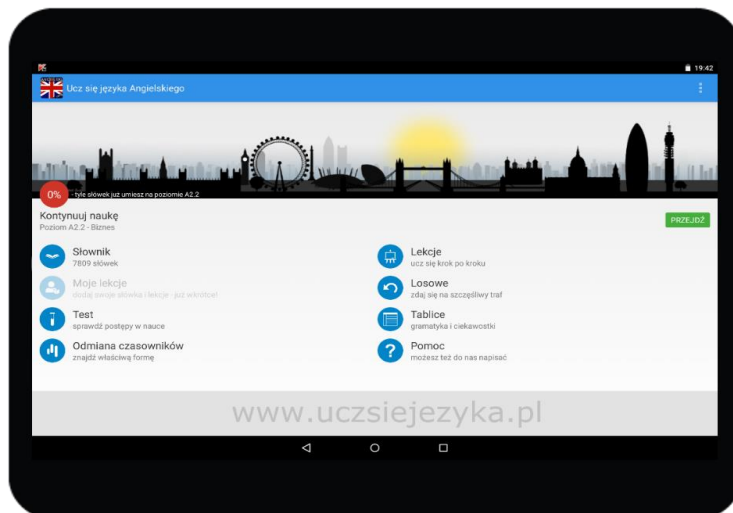 19:42
Ucz się języka Angielskiego
0% - tyle słówek już umiesz na poziomie A2.2
Kontynuuj naukę
Poziom A2.2 - Biznes
PRZEJDŹ
Słownik
7809 słówek
Moje lekcje
dodaj swoje słówka i lekcje - już wkrótce!
Test
sprawdź postępy w nauce
Odmiana czasowników
znajdź właściwą formę
Lekcje
ucz się krok po kroku
Losowe
zdaj się na szczęśliwy traf
Tablice
gramatyka i ciekawostki
?
Pomoc
możesz też do nas napisać
www.uczsiejezyka.pl